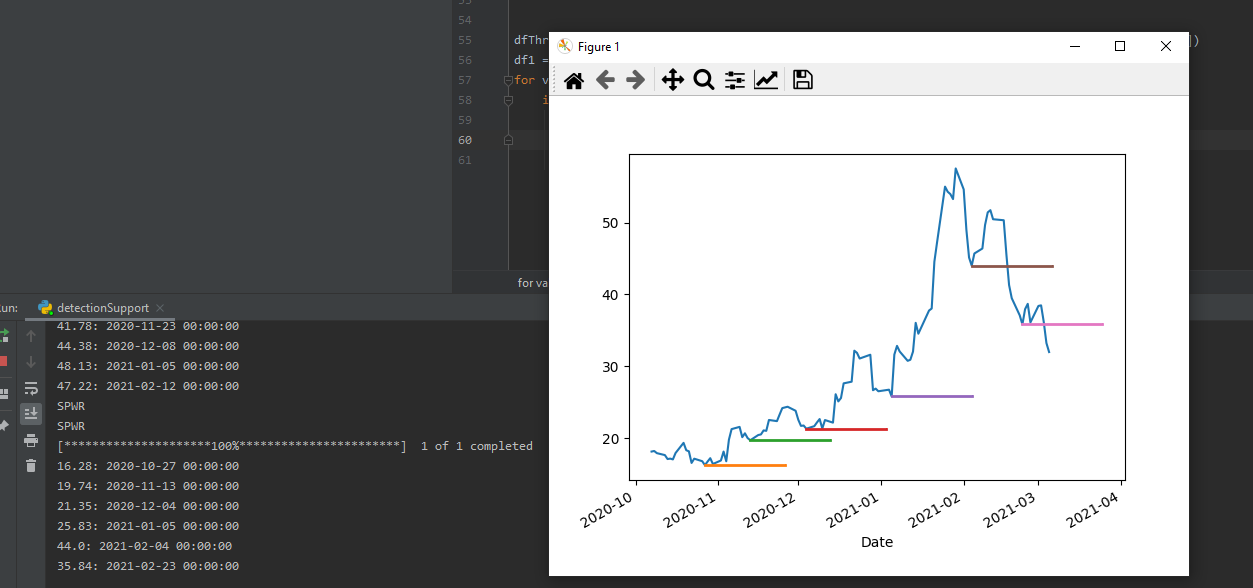 53
54
55 dfThr
56 df1 =
57 for v
58 i
59
60
61
)
for va
Figure 1
50
40
30
20
2020-10 2020-11 2020-12 2021-01 2021-02 2021-03 2021-04
Date
un: detectionSupport
41.78: 2020-11-23 00:00:00
44.38: 2020-12-08 00:00:00
48.13: 2021-01-05 00:00:00
47.22: 2021-02-12 00:00:00
SPWR
SPWR
[*********************100%***********************]  1 of 1 completed
16.28: 2020-10-27 00:00:00
19.74: 2020-11-13 00:00:00
21.35: 2020-12-04 00:00:00
25.83: 2021-01-05 00:00:00
44.0: 2021-02-04 00:00:00
35.84: 2021-02-23 00:00:00